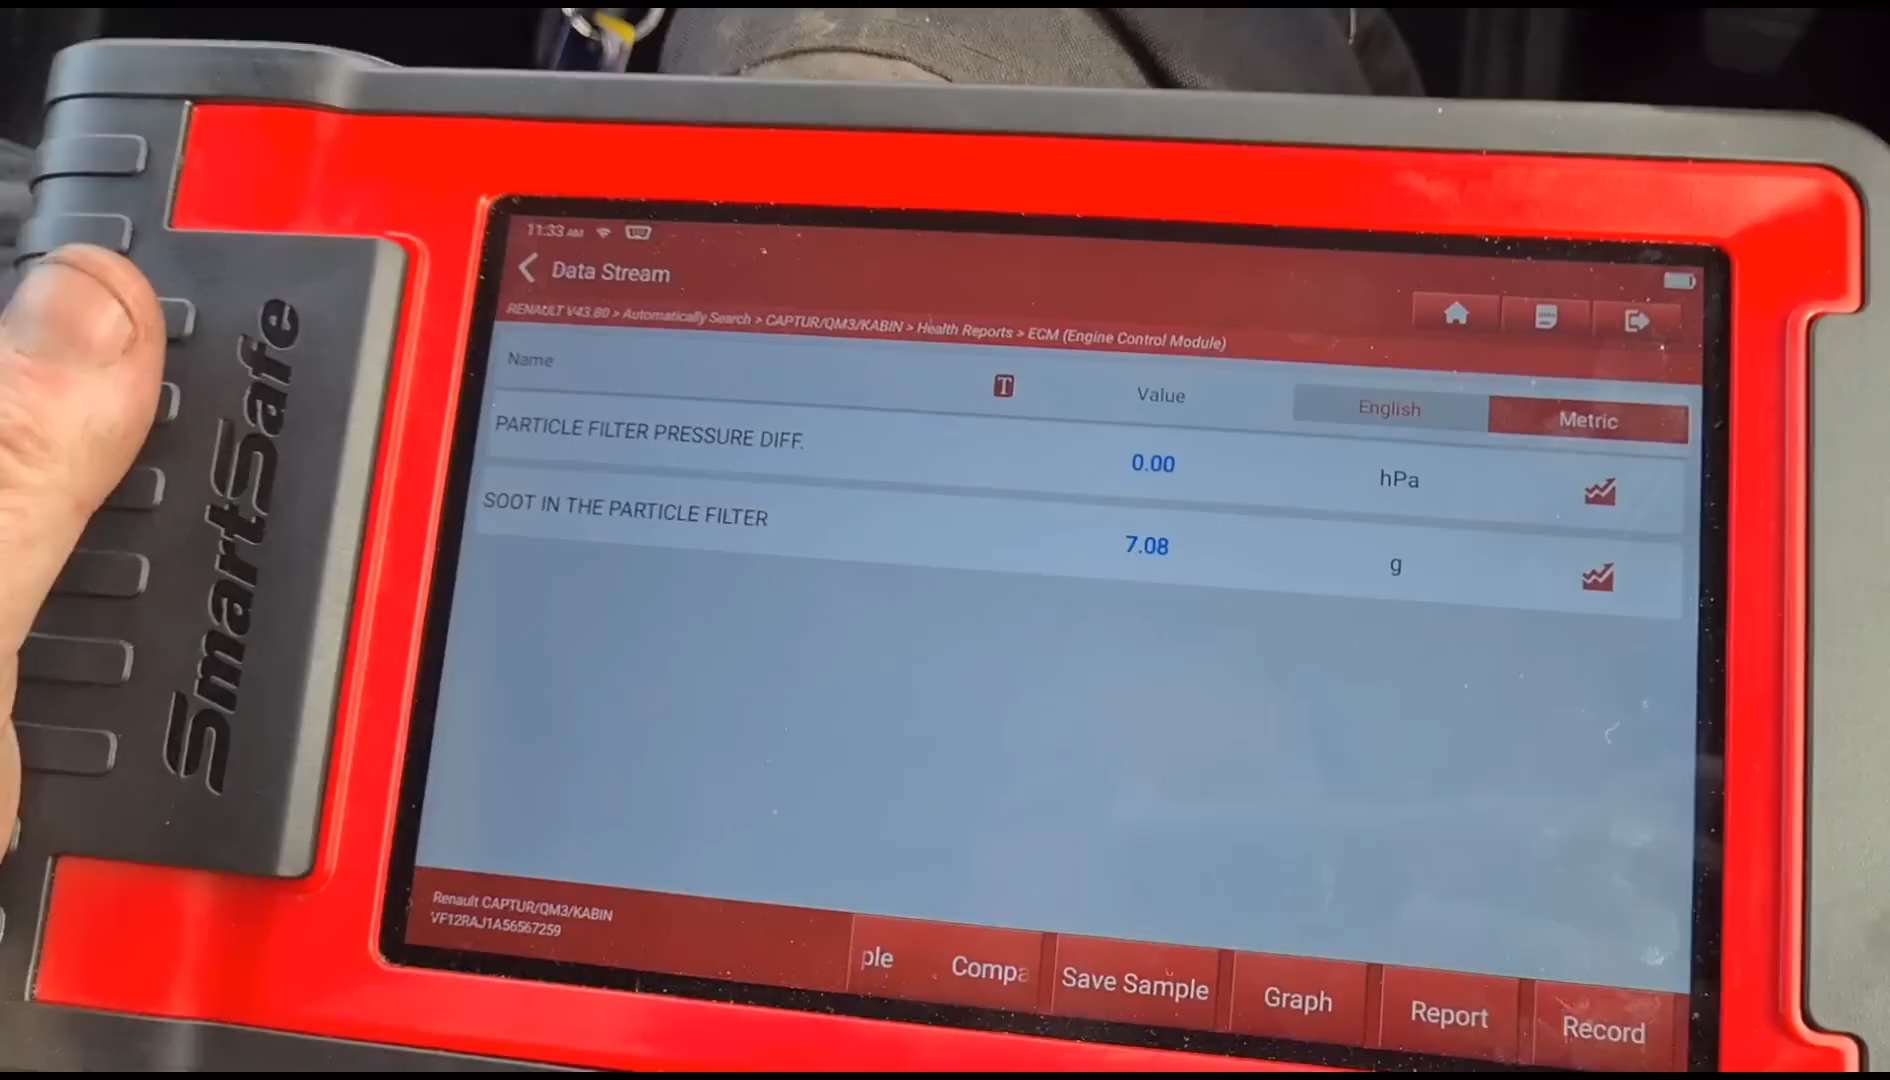 11:33 AM
Data Stream
RENAULT V43.80 > Automatically Search > CAPTUR/QM3/KABIN > Health Reports > ECM (Engine Control Module)
Name T Value English Metric
PARTICLE FILTER PRESSURE DIFF. 0.00 hPa
SOOT IN THE PARTICLE FILTER 7.08 g
Renault CAPTUR/QM3/KABIN
VF12RAJ1A56567259
ple Compa Save Sample Graph Report Record
SmartSafe